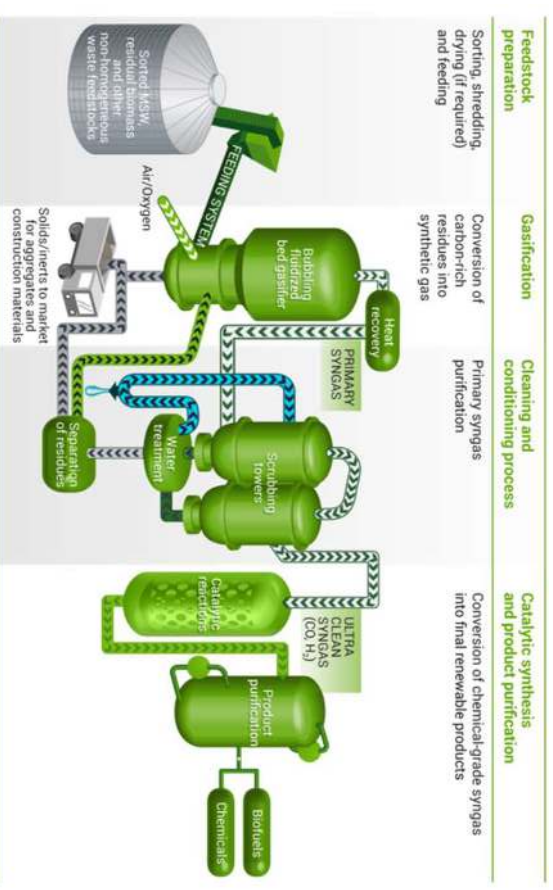 Feedstock
preparation
Sorting, shredding,
drying (if required)
and feeding
Gasification
Conversion of
carbon-rich
residues into
synthetic gas
Cleaning and
conditioning process
Primary syngas
purification
Catalytic synthesis
and product purification
Conversion of chemical-grade syngas
into final renewable products
Sorted MSW,
residual biomass
and other
non-homogeneous
waste feedstocks
FEEDING SYSTEM
Air/Oxygen
Bubbling
fluidized
bed gasifier
Heat
recovery
Solids/inerts to market
for aggregates and
construction materials
PRIMARY
SYNGAS
Scrubbing
towers
Water
treatment
Separation
of residues
ULTRA
CLEAN
SYNGAS
(CO, H₂)
Catalytic
reactions
Product
purification
Biofuels
Chemicals